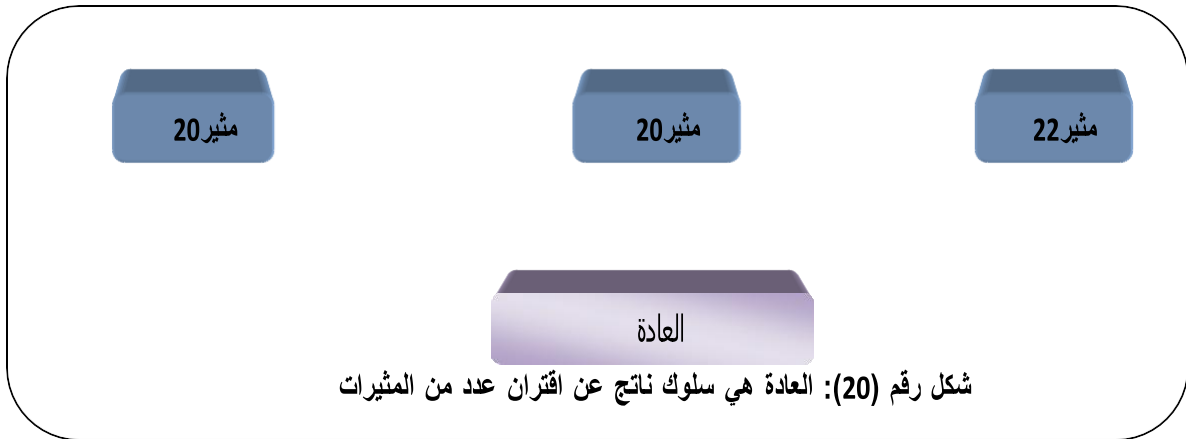 مثير22
مثير20
مثير20
العادة
شكل رقم (20): العادة هي سلوك ناتج عن اقتران عدد من المثيرات